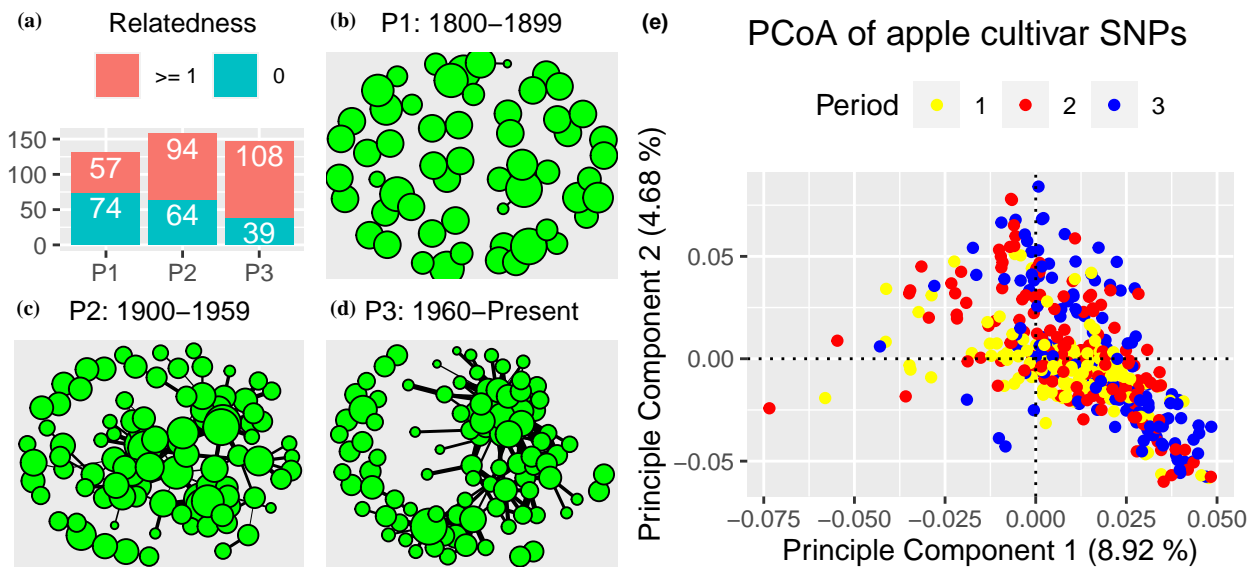 (a) Relatedness
>= 1 0
150
100
50
0
57 94 108
74 64 39
P1 P2 P3
(b) P1: 1800−1899
(c) P2: 1900−1959
(d) P3: 1960−Present
(e) PCoA of apple cultivar SNPs
Period 1 2 3
Principle Component 2 (4.68 %)
0.05
0.00
−0.05
−0.075 −0.050 −0.025 0.000 0.025 0.050
Principle Component 1 (8.92 %)